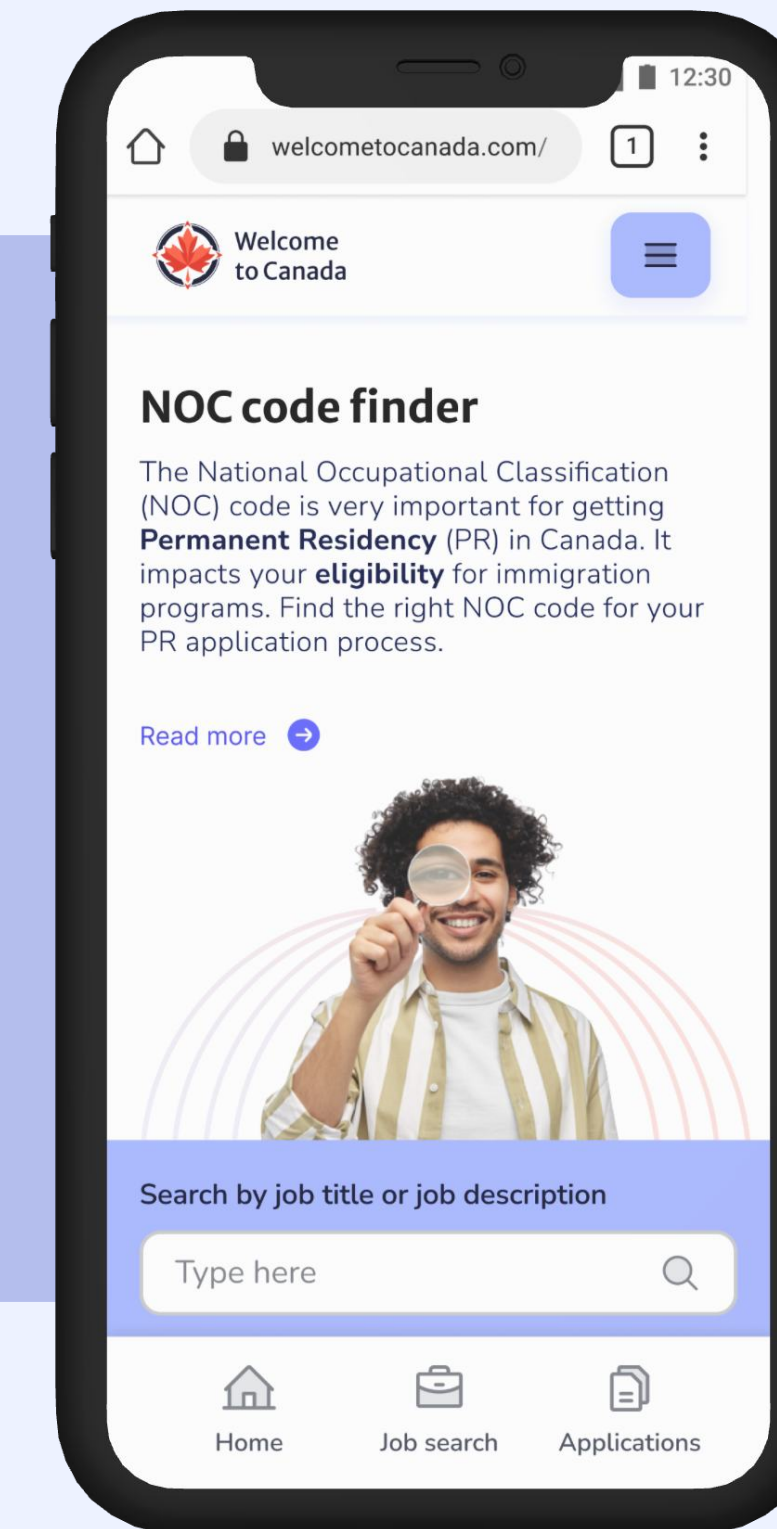 12:30
welcometocanada.com/
1
Welcome
to Canada
NOC code finder
The National Occupational Classification
(NOC) code is very important for getting
Permanent Residency (PR) in Canada. It
impacts your eligibility for immigration
programs. Find the right NOC code for your
PR application process.
Read more
Search by job title or job description
Type here
Home
Job search
Applications